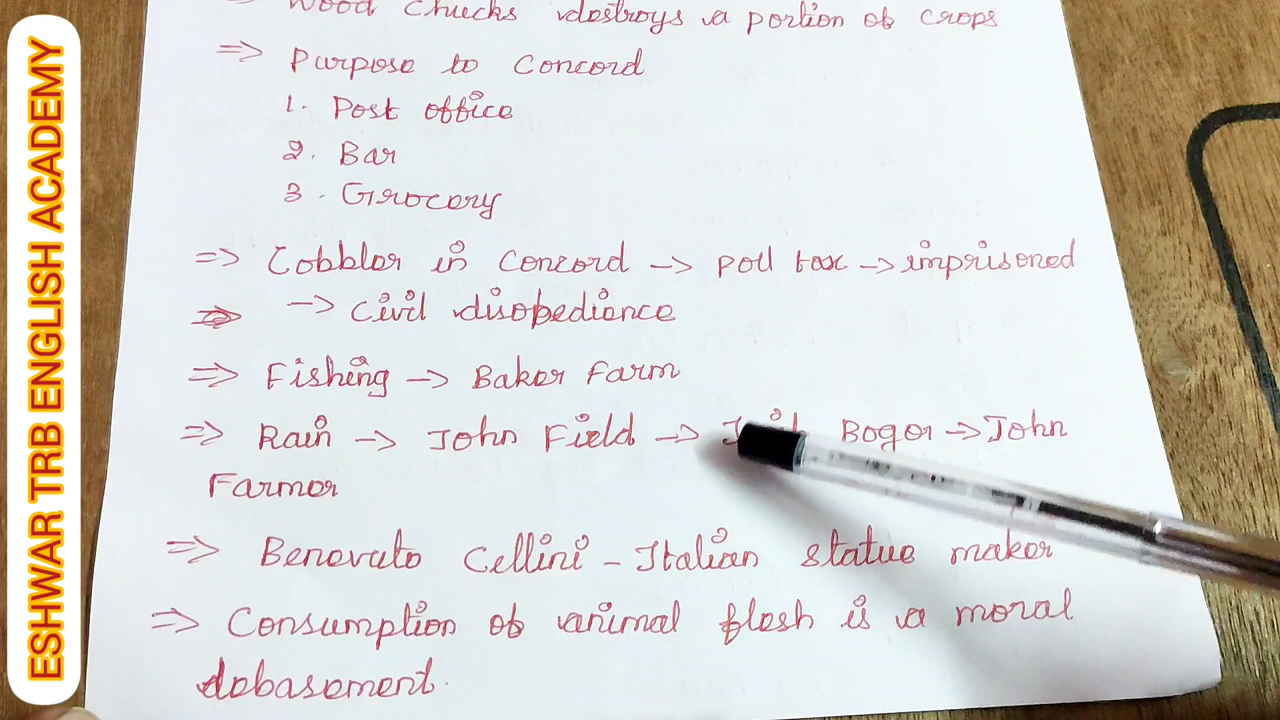 ESHWAR TRB ENGLISH ACADEMY
Wood Chucks destroys a portion of crops
=> Purpose to Concord
1. Post office
2. Bar
3. Grocery
=> Cobbler in Concord -> poll tax -> imprisoned
=> -> Civil disobedience
=> Fishing -> Baker Farm
=> Rain -> John Field -> Boger -> John
Farmer
=> Benevuto Cellini - Italian statue maker
=> Consumption of animal flesh is a moral
debasement.